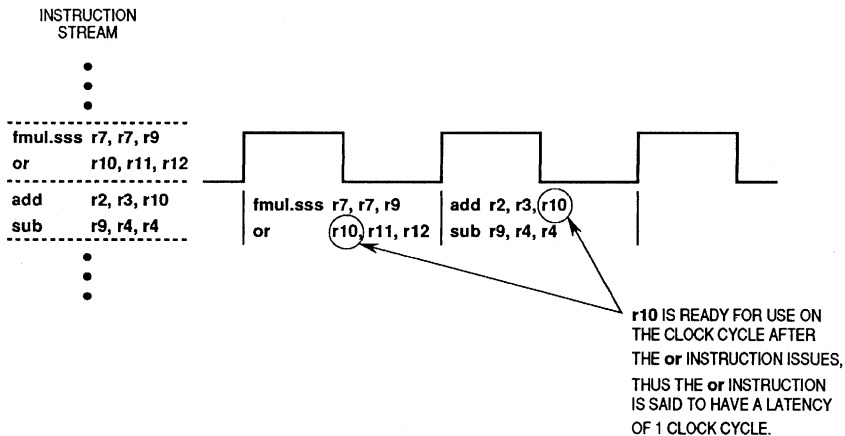 INSTRUCTION
STREAM
fmul.sss r7, r7, r9
or r10, r11, r12
add r2, r3, r10
sub r9, r4, r4
fmul.sss r7, r7, r9
or r10, r11, r12
add r2, r3, r10
sub r9, r4, r4
r10 IS READY FOR USE ON
THE CLOCK CYCLE AFTER
THE or INSTRUCTION ISSUES,
THUS THE or INSTRUCTION
IS SAID TO HAVE A LATENCY
OF 1 CLOCK CYCLE.